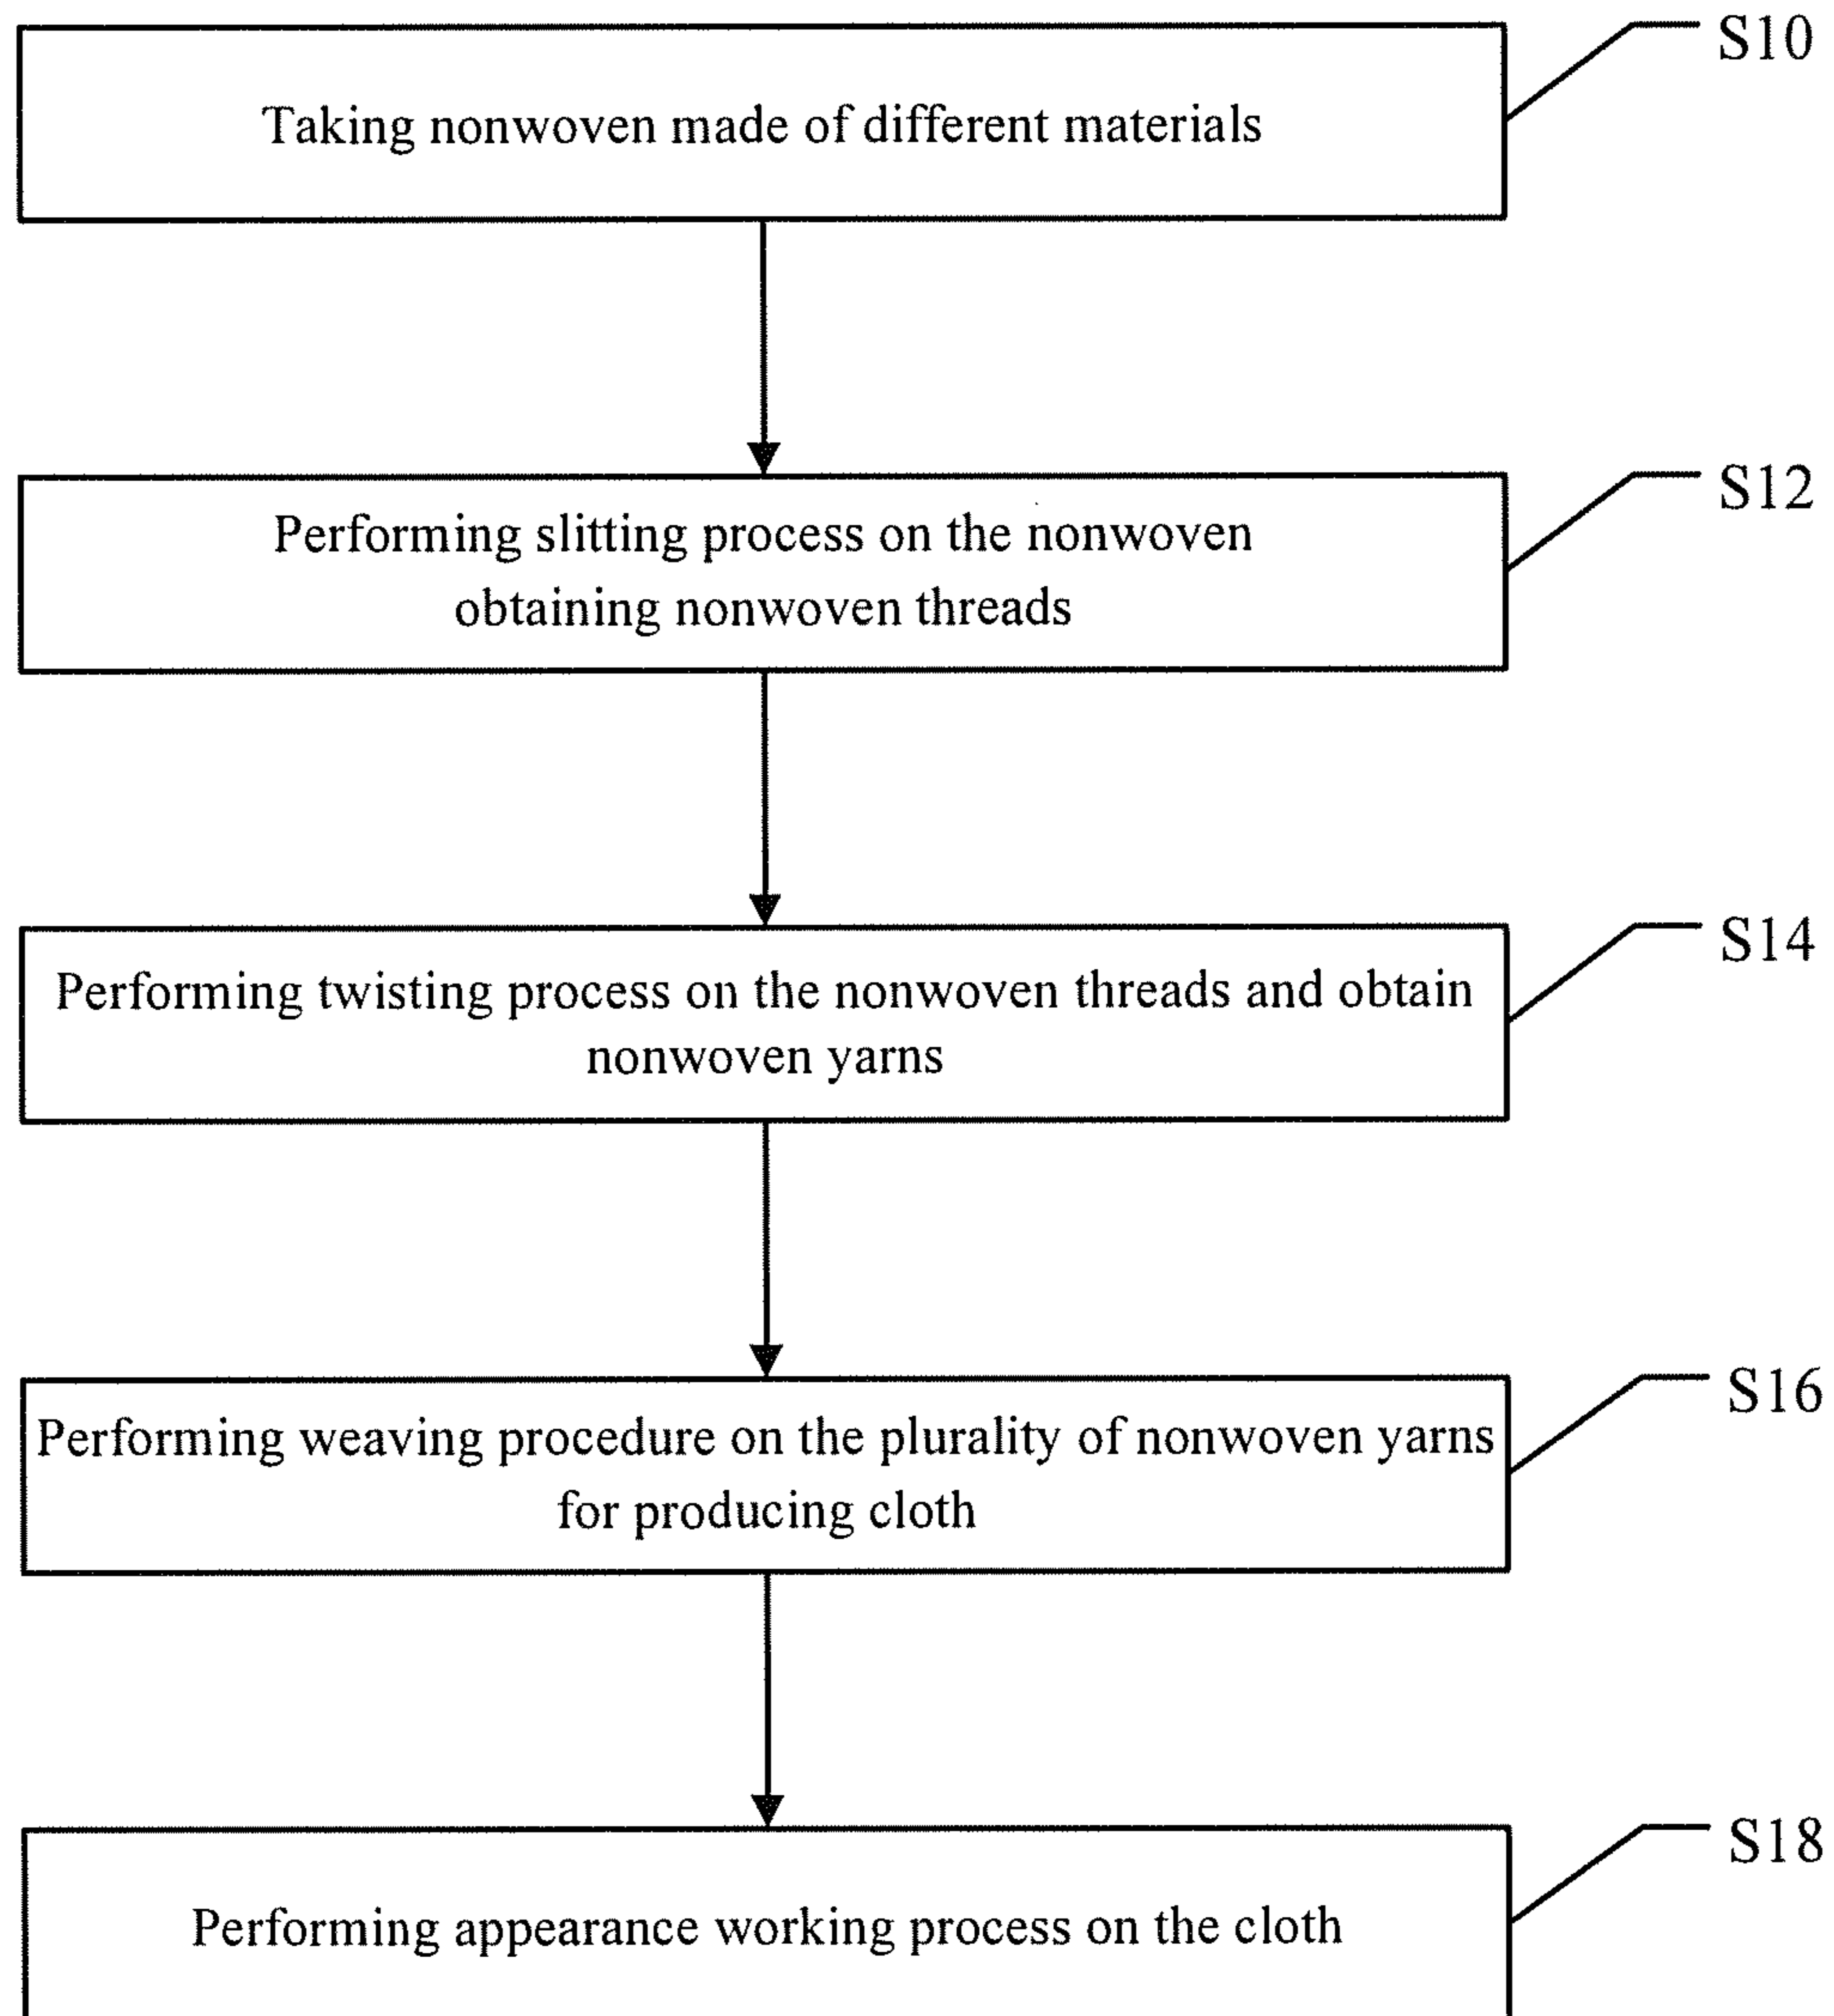 S10
Taking nonwoven made of different materials
S12
Performing slitting process on the nonwoven
obtaining nonwoven threads
S14
Performing twisting process on the nonwoven threads and obtain
nonwoven yarns
S16
Performing weaving procedure on the plurality of nonwoven yarns
for producing cloth
S18
Performing appearance working process on the cloth